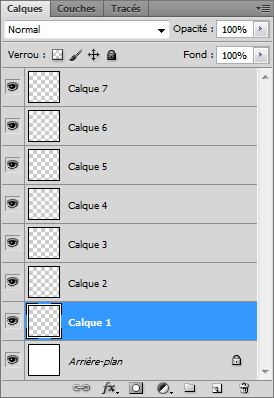 Calques Couches Tracés
Normal Opacité : 100%
Verrou : Fond : 100%
Calque 7
Calque 6
Calque 5
Calque 4
Calque 3
Calque 2
Calque 1
Arrière-plan
fx